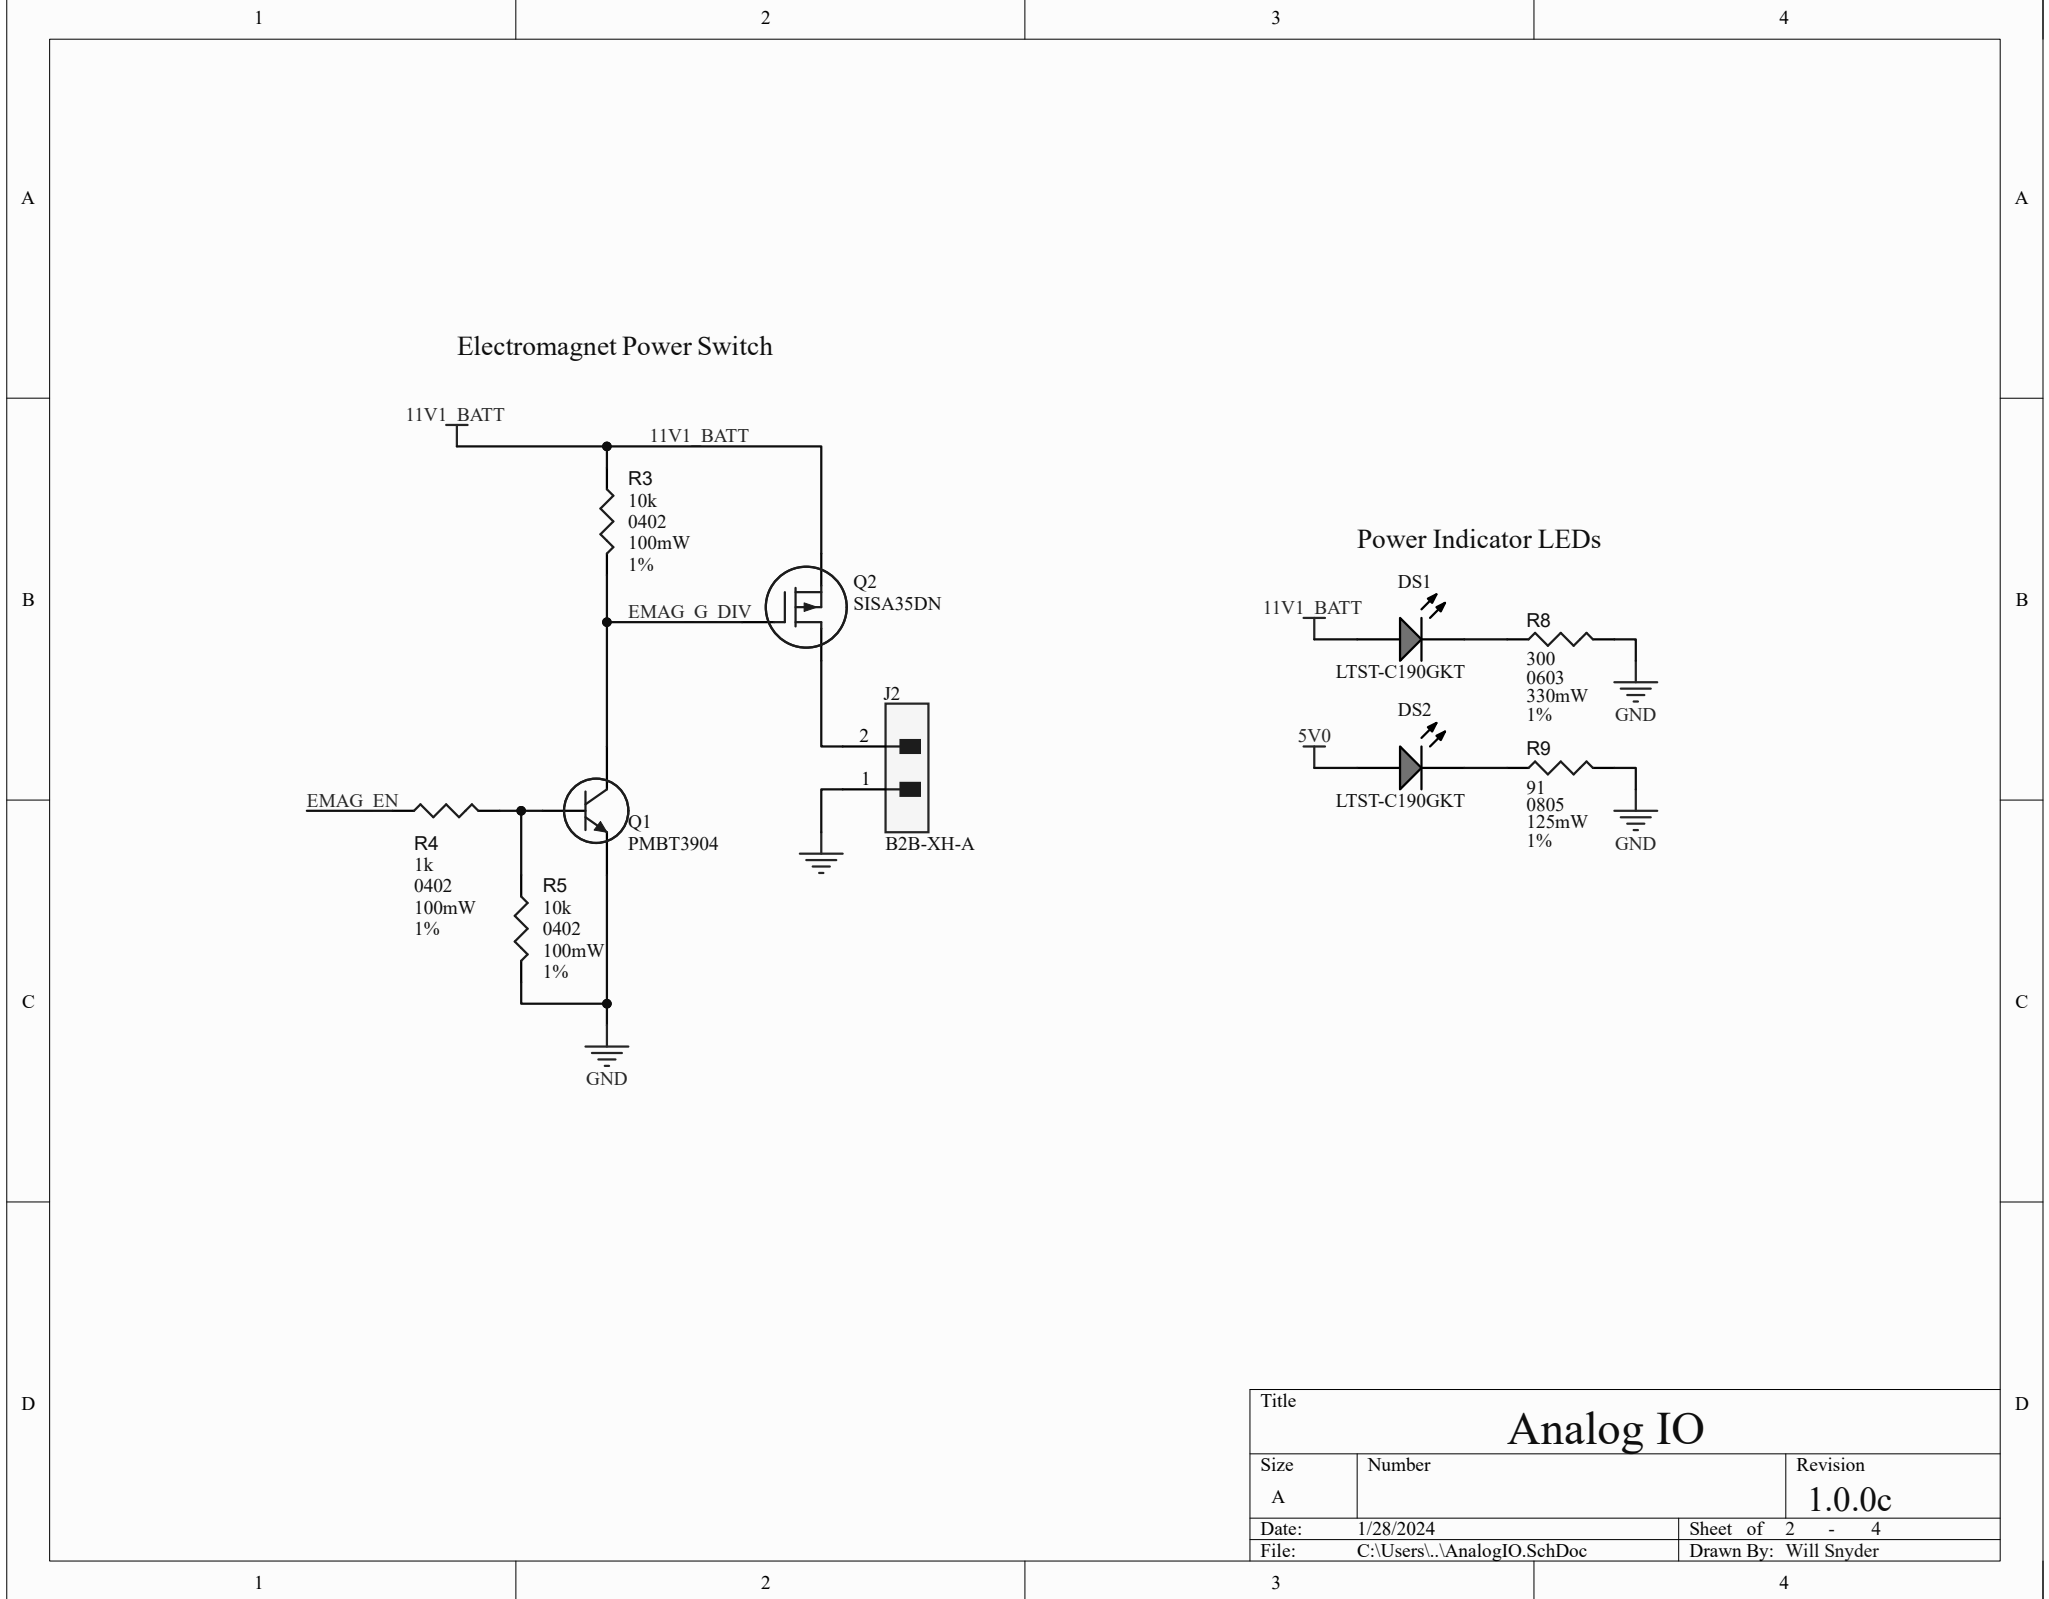 1 2 3 4
A A
Electromagnet Power Switch
11V1_BATT
11V1_BATT
R3
10k
0402
100mW
1%
Power Indicator LEDs
B B
Q2
SISA35DN
EMAG_G_DIV
DS1
11V1_BATT
LTST-C190GKT
R8
300
0603
330mW
1%
GND
J2
2
1
B2B-XH-A
DS2
5V0
LTST-C190GKT
R9
91
0805
125mW
1%
GND
EMAG_EN
R4
1k
0402
100mW
1%
Q1
PMBT3904
R5
10k
0402
100mW
1%
GND
C C
D D
Title
Analog IO
Size
A
Number
Revision
1.0.0c
Date: 1/28/2024
Sheet of 2 - 4
File: C:\Users\..\AnalogIO.SchDoc
Drawn By: Will Snyder
1 2 3 4